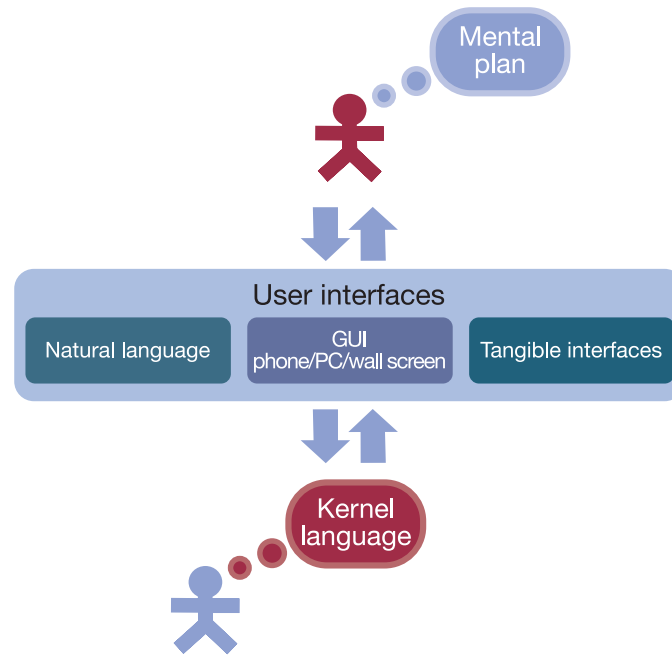 Mental
plan
User interfaces
Natural language
GUI
phone/PC/wall screen
Tangible interfaces
Kernel
language